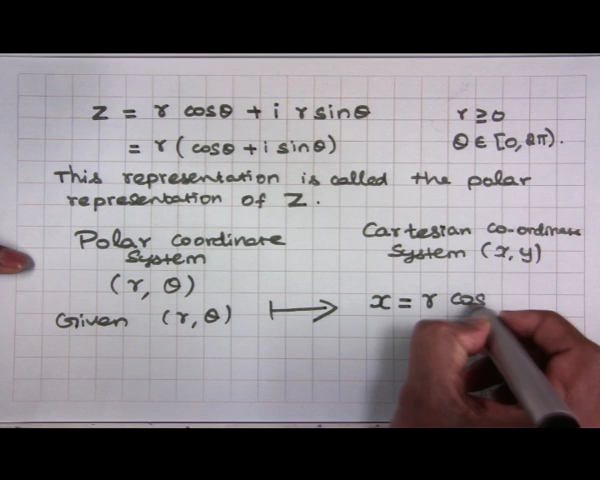 z = r cosθ + i r sinθ r ≥ 0
= r (cosθ + i sinθ) θ ∈ [0, 2π).
This representation is called the polar
representation of z.
Polar coordinate
System
(r, θ)
Cartesian co-ordinate
System (x, y)
Given (r, θ) ⟼ x = r cos